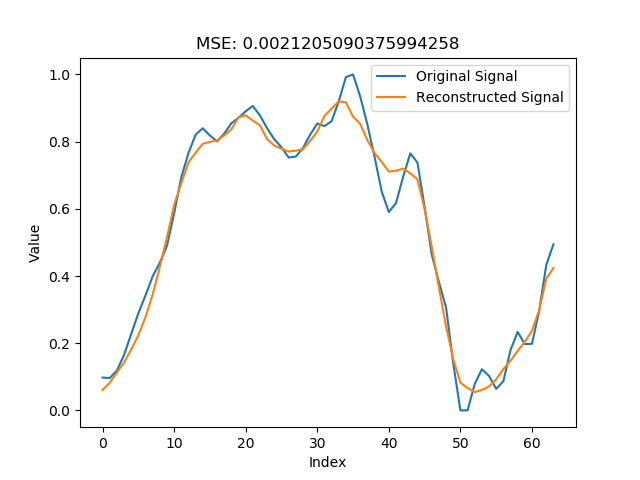 MSE: 0.0021205090375994258
Original Signal
Reconstructed Signal
1.0
0.8
0.6
0.4
0.2
0.0
Value
0 10 20 30 40 50 60
Index